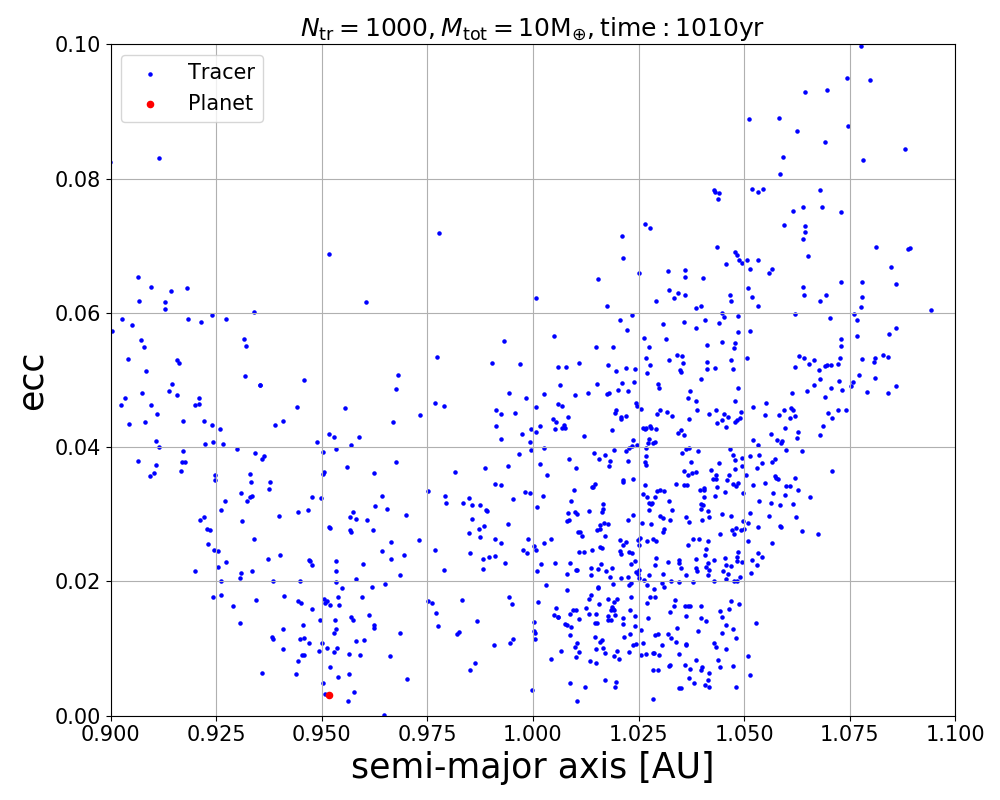 N_tr = 1000, M_tot = 10M⊕, time : 1010yr
Tracer
Planet
ecc
0.10
0.08
0.06
0.04
0.02
0.00
0.900 0.925 0.950 0.975 1.000 1.025 1.050 1.075 1.100
semi-major axis [AU]